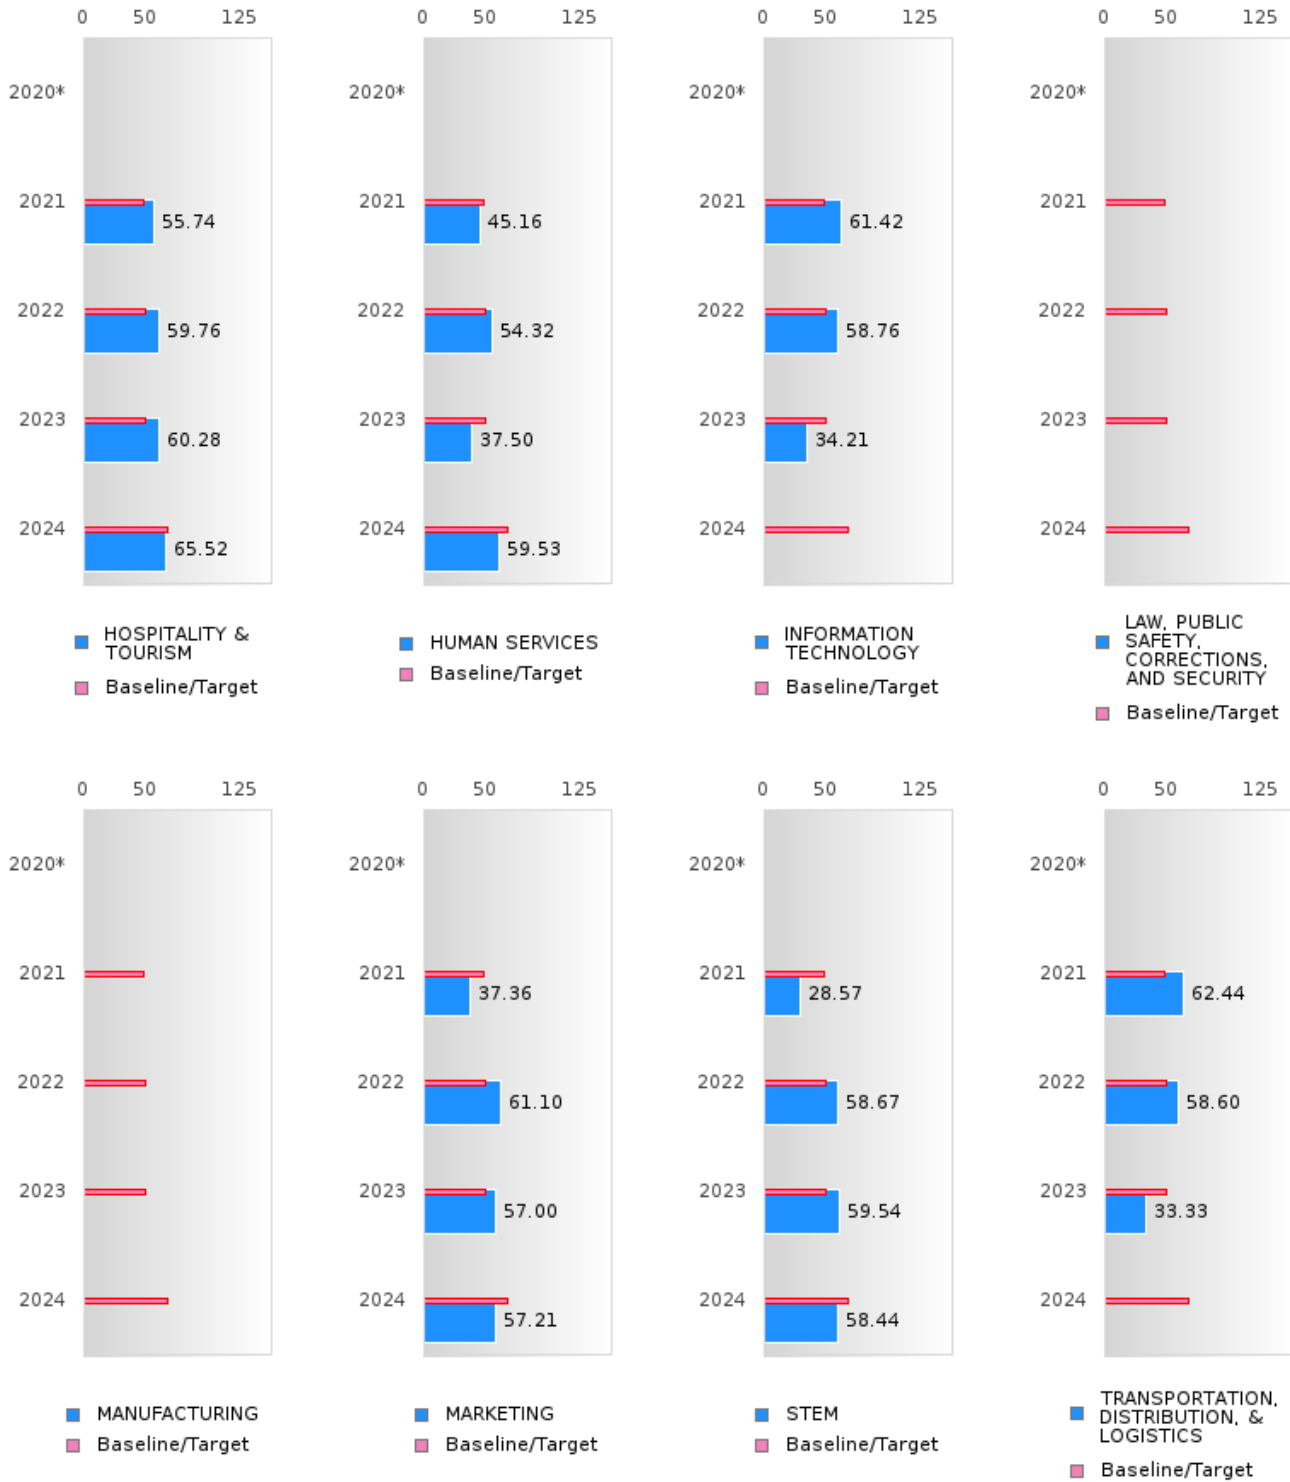 0 50 125 0 50 125 0 50 125 0 50 125
2020* 2020* 2020* 2020*
2021 55.74 2021 45.16 2021 61.42 2021
2022 59.76 2022 54.32 2022 58.76 2022
2023 60.28 2023 37.50 2023 34.21 2023
2024 65.52 2024 59.53 2024 2024
HOSPITALITY &
TOURISM
Baseline/Target
HUMAN SERVICES
Baseline/Target
INFORMATION
TECHNOLOGY
Baseline/Target
LAW, PUBLIC
SAFETY,
CORRECTIONS,
AND SECURITY
Baseline/Target
0 50 125 0 50 125 0 50 125 0 50 125
2020* 2020* 2020* 2020*
2021 2021 37.36 2021 28.57 2021 62.44
2022 2022 61.10 2022 58.67 2022 58.60
2023 2023 57.00 2023 59.54 2023 33.33
2024 2024 57.21 2024 58.44 2024
MANUFACTURING
Baseline/Target
MARKETING
Baseline/Target
STEM
Baseline/Target
TRANSPORTATION,
DISTRIBUTION, &
LOGISTICS
Baseline/Target